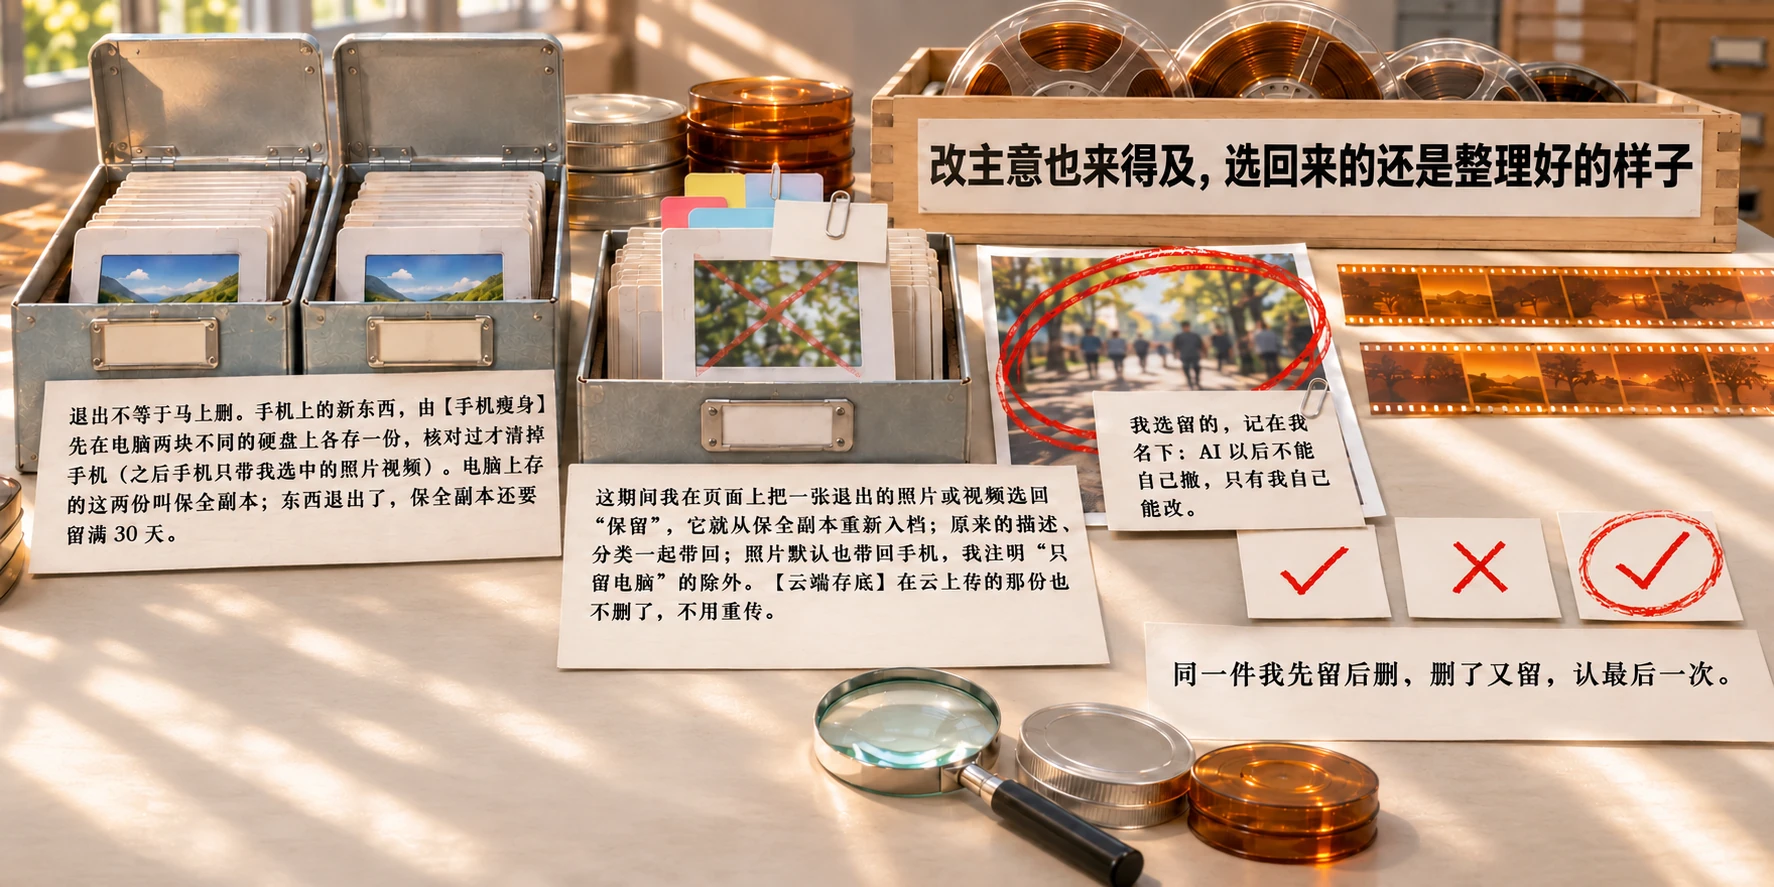 改主意也来得及，选回来的还是整理好的样子
退出不等于马上删。手机上的新东西，由【手机瘦身】
先在电脑两块不同的硬盘上各存一份，核对过才清掉
手机（之后手机只带我选中的照片视频）。电脑上存
的这两份叫保全副本；东西退出了，保全副本还要
留满 30 天。
这期间我在页面上把一张退出的照片或视频选回
“保留”，它就从保全副本重新入档；原来的描述、
分类一起带回；照片默认也带回手机，我注明“只
留电脑”的除外。【云端存底】在云上存的那份也
不删了，不用重传。
我选留的，记在我
名下：AI 以后不能
自己撤，只有我自己
能改。
同一件我先留后删，删了又留，认最后一次。